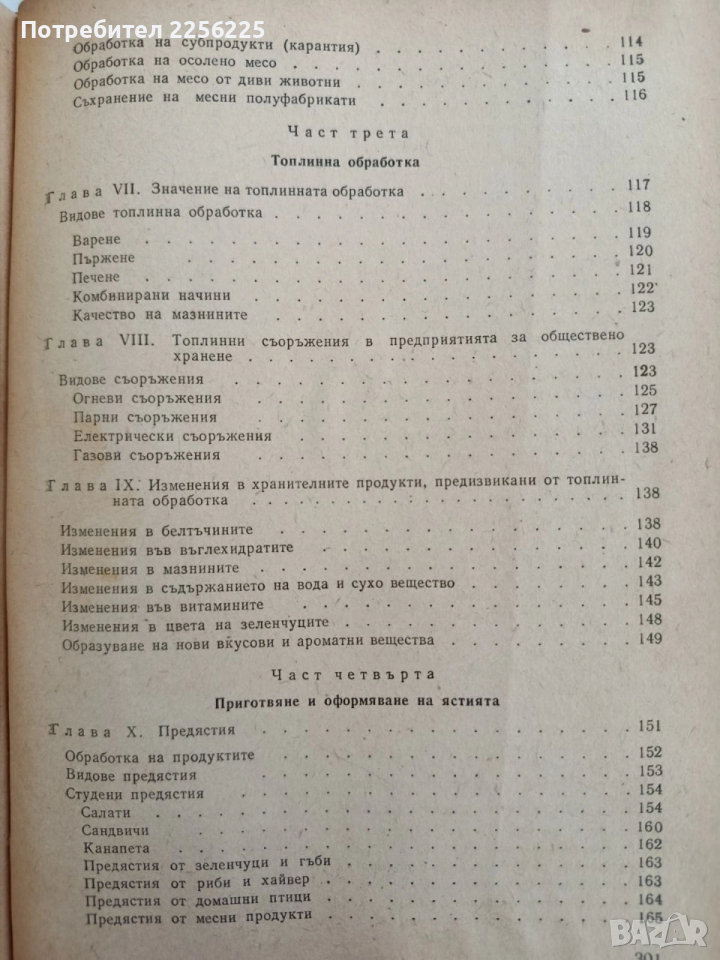 Потребител 2256225
Обработка на субпродукти (карантия) . . . . . . . . . . 114
Обработка на осолено месо . . . . . . . . . . . . 115
Обработка на месо от диви животни . . . . . . . . . . 115
Съхранение на месни полуфабрикати . . . . . . . . . . 116
Част трета
Топлинна обработка
Глава VII. Значение на топлинната обработка . . . . . . . . 117
Видове топлинна обработка . . . . . . . . . . . . 118
Варене . . . . . . . . . . . . . . . . 119
Пържене . . . . . . . . . . . . . . . 120
Печене . . . . . . . . . . . . . . . . 121
Комбинирани начини . . . . . . . . . . . . . 122
Качество на мазнините . . . . . . . . . . . . 123
Глава VIII. Топлинни съоръжения в предприятията за обществено
хранене . . . . . . . . . . . . . . 123
Видове съоръжения . . . . . . . . . . . . . 123
Огневи съоръжения . . . . . . . . . . . . . 125
Парни съоръжения . . . . . . . . . . . . . 127
Електрически съоръжения . . . . . . . . . . . 131
Газови съоръжения . . . . . . . . . . . . . 138
Глава IX. Изменения в хранителните продукти, предизвикани от топлин-
ната обработка . . . . . . . . . . . . . 138
Изменения в белтъчините . . . . . . . . . . . . 138
Изменения във въглехидратите . . . . . . . . . . . 140
Изменения в мазнините . . . . . . . . . . . . 142
Изменения в съдържанието на вода и сухо вещество . . . . . . 143
Изменения във витамините . . . . . . . . . . . . 145
Изменения в цвета на зеленчуците . . . . . . . . . . 148
Образуване на нови вкусови и ароматни вещества . . . . . . 149
Част четвърта
Приготвяне и оформяване на ястията
Глава X. Предястия . . . . . . . . . . . . . 151
Обработка на продуктите . . . . . . . . . . . . 152
Видове предястия . . . . . . . . . . . . . . 153
Студени предястия . . . . . . . . . . . . . 154
Салати . . . . . . . . . . . . . . . . 154
Сандвичи . . . . . . . . . . . . . . . 160
Канапета . . . . . . . . . . . . . . . 162
Предястия от зеленчуци и гъби . . . . . . . . . . 163
Предястия от риби и хайвер . . . . . . . . . . . 163
Предястия от домашни птици . . . . . . . . . . 164
Предястия от месни продукти . . . . . . . . . . 165
301
BAZAR